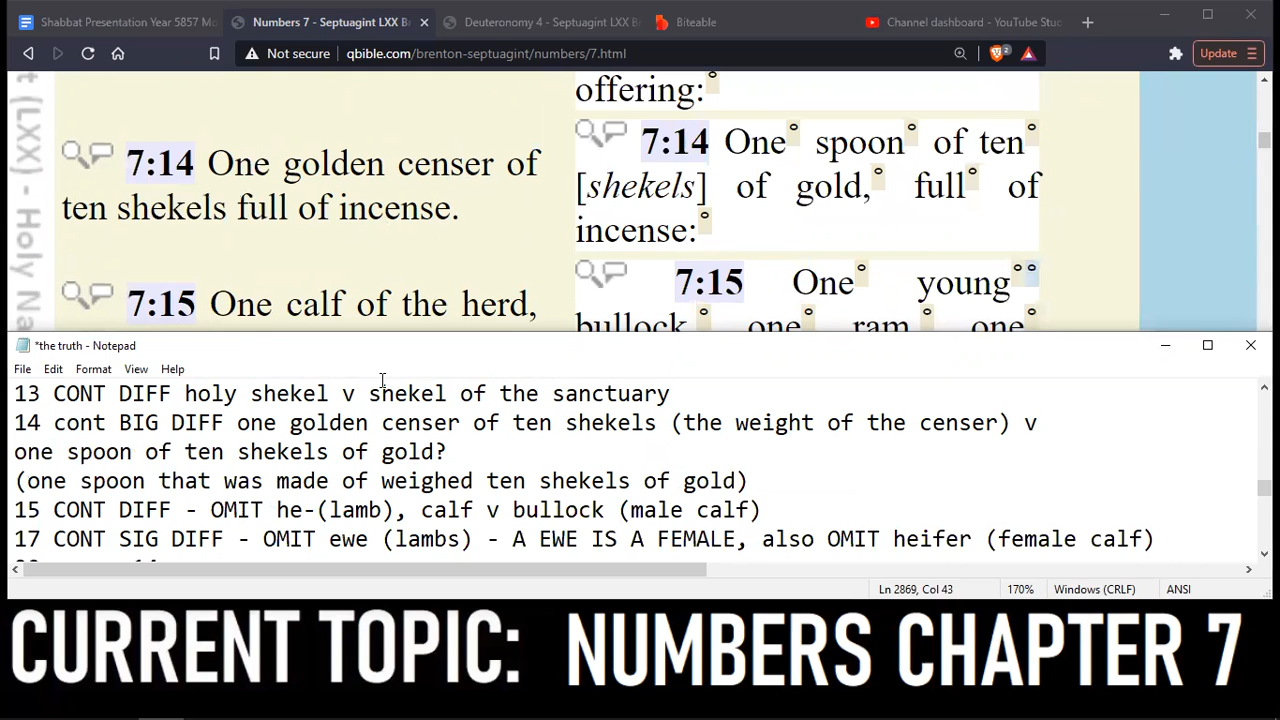 Shabbat Presentation Year 5857 Mo
Numbers 7 - Septuagint LXX Br
Deuteronomy 4 - Septuagint LXX B
Biteable
Channel dashboard - YouTube Stu
Not secure
qbible.com/brenton-septuagint/numbers/7.html
2
Update
t (LXX) - Holy Na
7:14 One golden censer of
ten shekels full of incense.
7:15 One calf of the herd,
offering:°
7:14 One° spoon° of ten°
[shekels] of gold,° full° of
incense:°
7:15 One° young°°
bullock,° one° ram,° one°
*the truth - Notepad
File Edit Format View Help
13 CONT DIFF holy shekel v shekel of the sanctuary
14 cont BIG DIFF one golden censer of ten shekels (the weight of the censer) v
one spoon of ten shekels of gold?
(one spoon that was made of weighed ten shekels of gold)
15 CONT DIFF - OMIT he-(lamb), calf v bullock (male calf)
17 CONT SIG DIFF - OMIT ewe (lambs) - A EWE IS A FEMALE, also OMIT heifer (female calf)
Ln 2869, Col 43
170%
Windows (CRLF)
ANSI
CURRENT TOPIC: NUMBERS CHAPTER 7